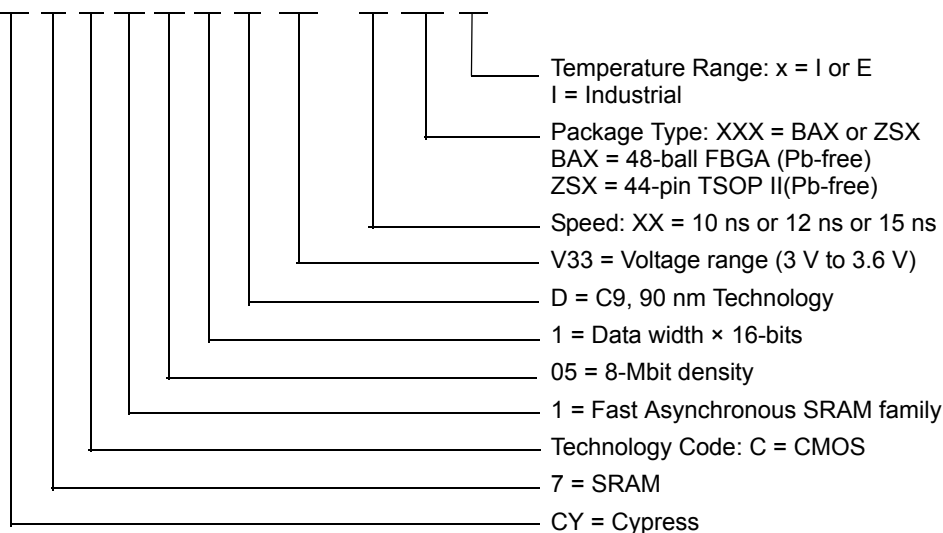 Temperature Range: x = I or E
I = Industrial
Package Type: XXX = BAX or ZSX
BAX = 48-ball FBGA (Pb-free)
ZSX = 44-pin TSOP II(Pb-free)
Speed: XX = 10 ns or 12 ns or 15 ns
V33 = Voltage range (3 V to 3.6 V)
D = C9, 90 nm Technology
1 = Data width × 16-bits
05 = 8-Mbit density
1 = Fast Asynchronous SRAM family
Technology Code: C = CMOS
7 = SRAM
CY = Cypress